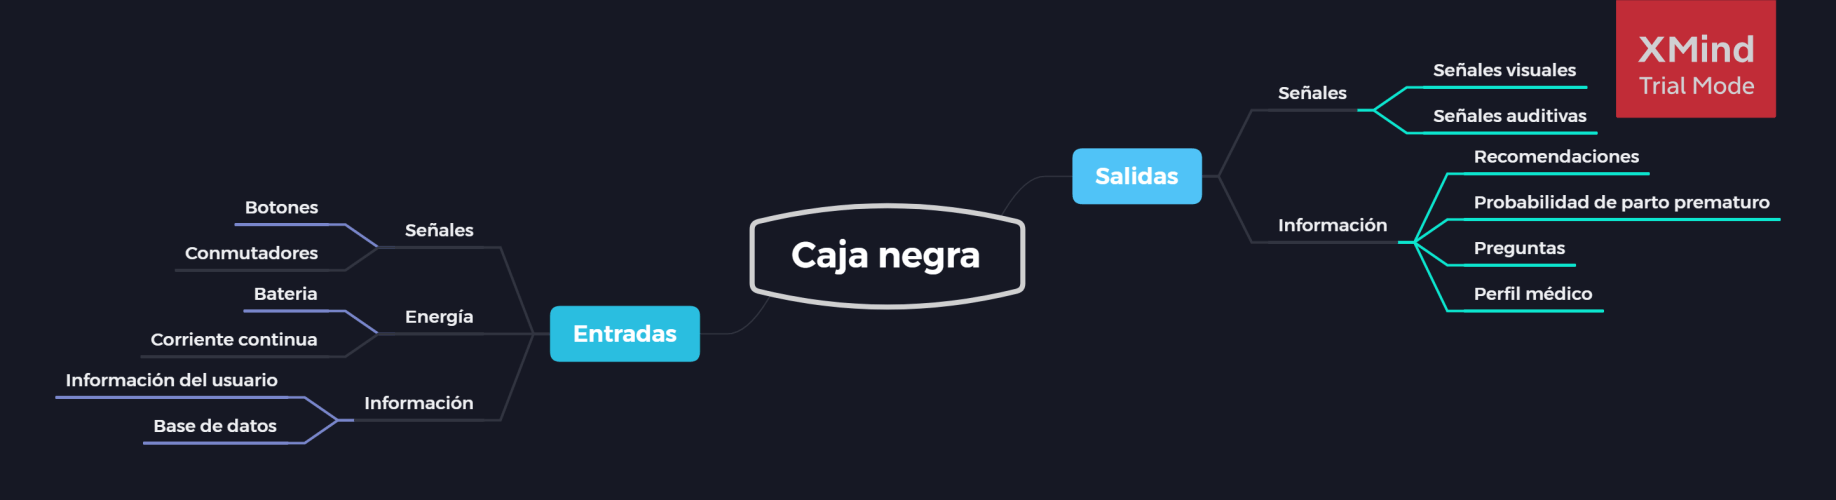 XMind
Trial Mode
Caja negra
Salidas
Señales
Señales visuales
Señales auditivas
Información
Recomendaciones
Probabilidad de parto prematuro
Preguntas
Perfil médico
Entradas
Señales
Botones
Conmutadores
Energía
Bateria
Corriente continua
Información
Información del usuario
Base de datos